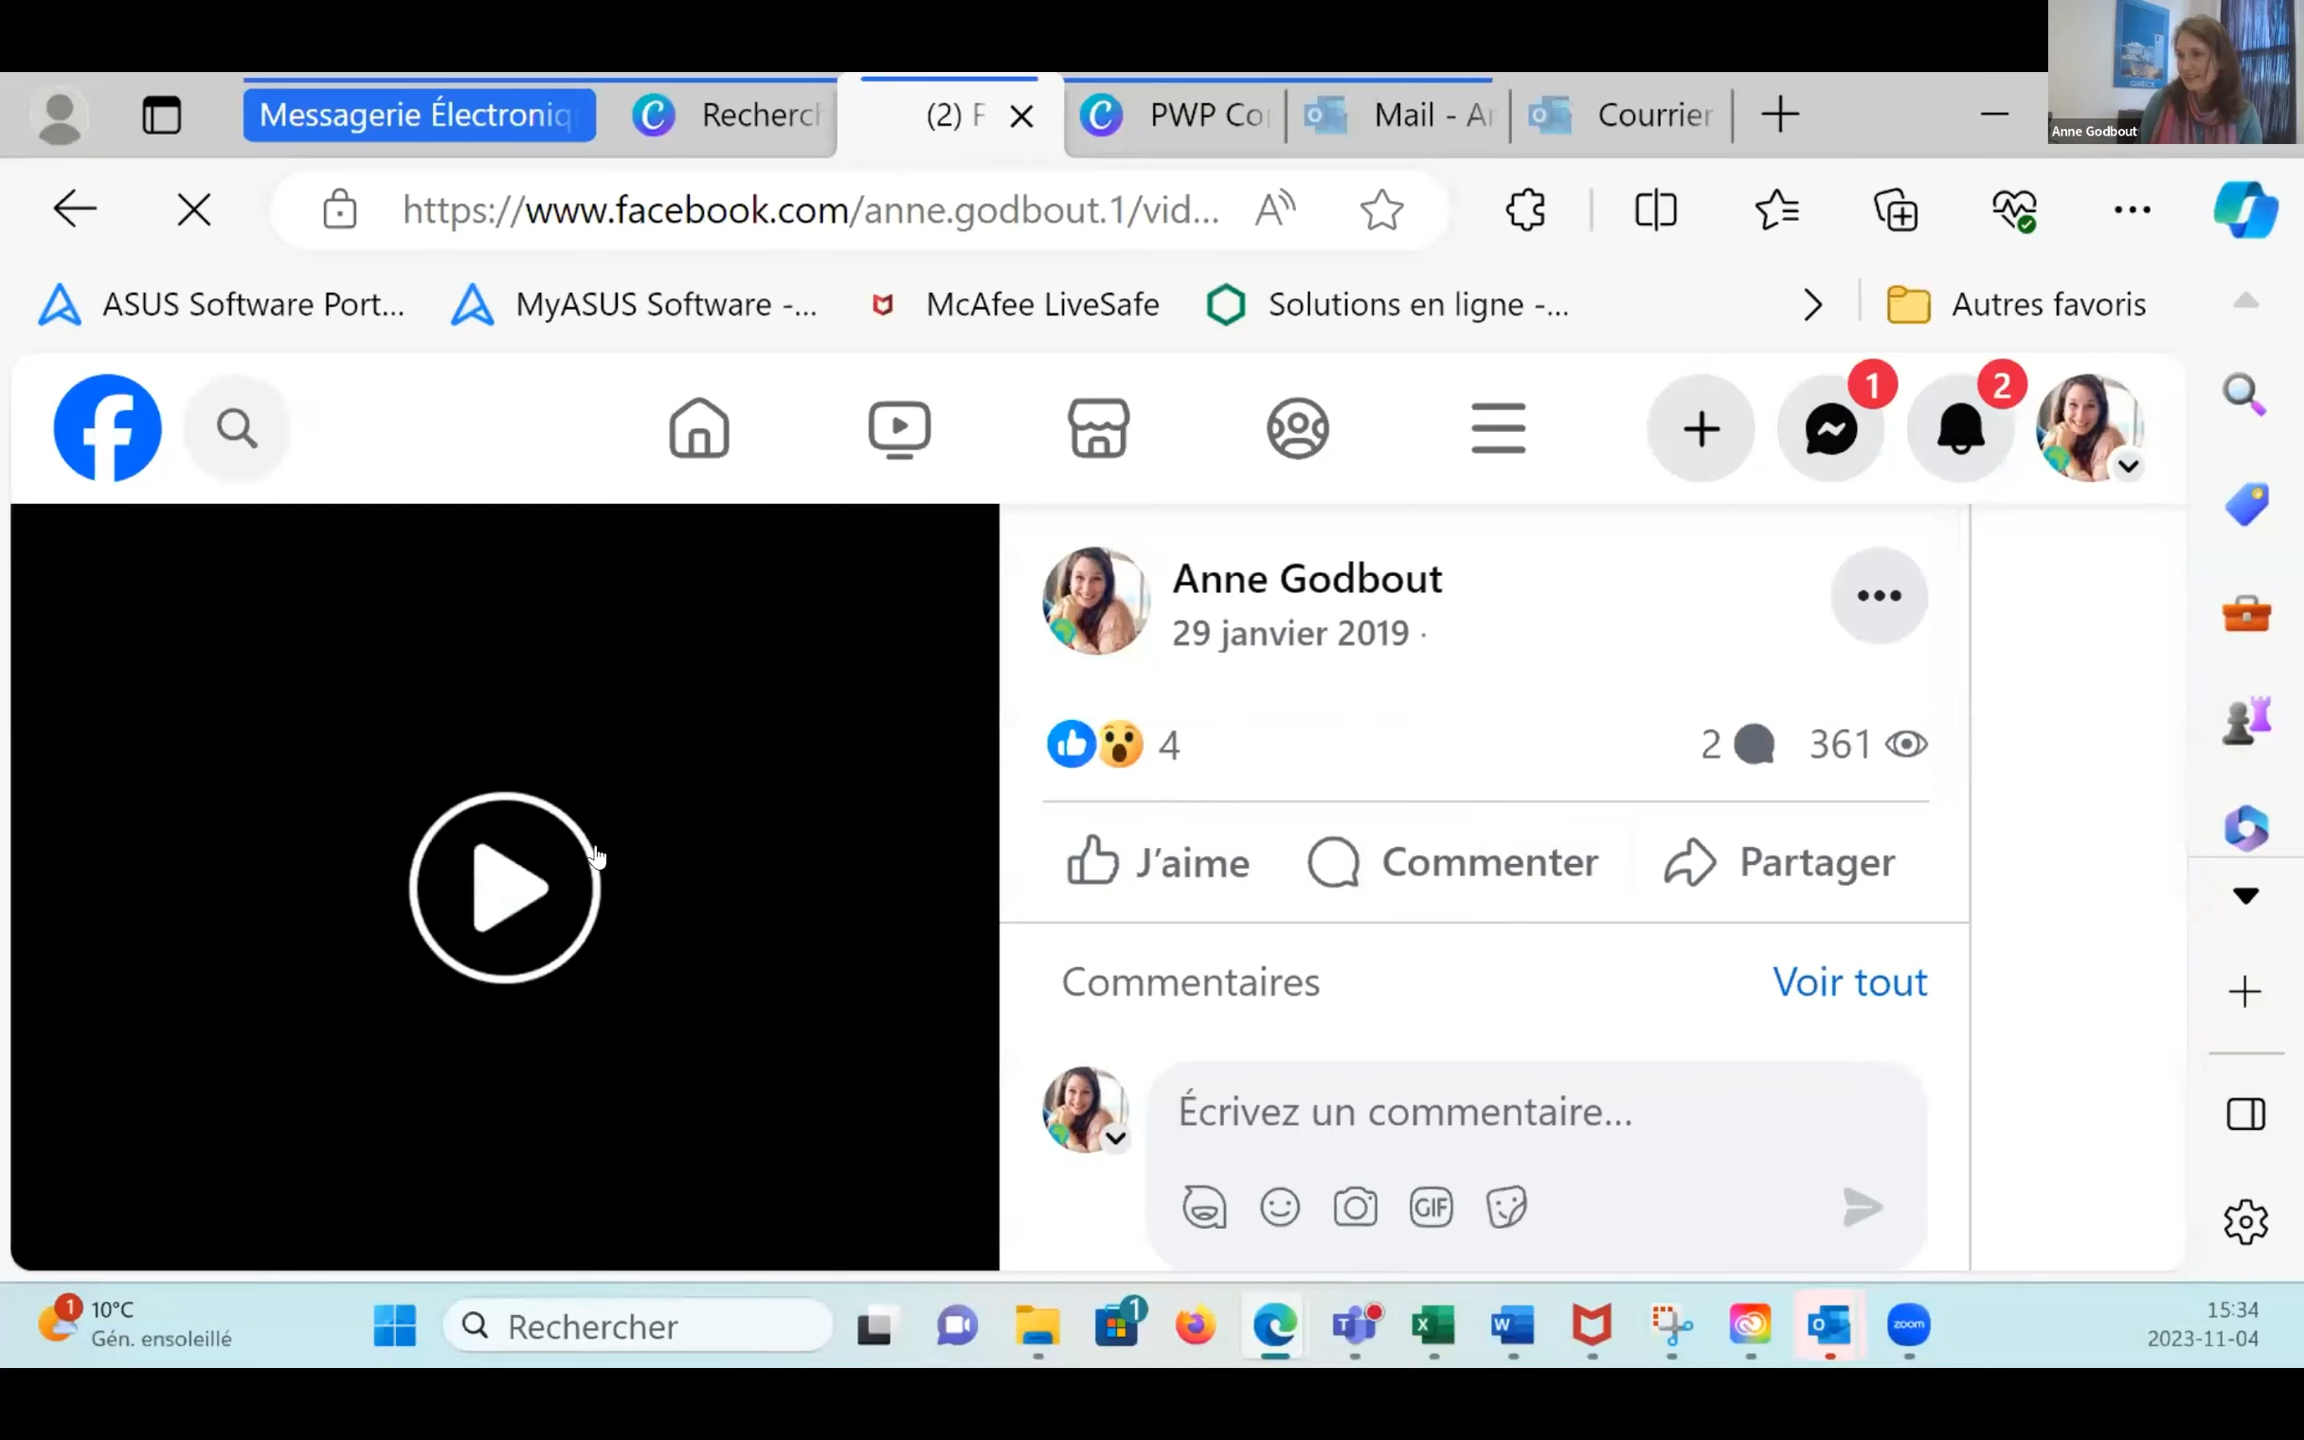 Anne Godbout
Messagerie Électroniq
Recherch
(2) F
PWP Co
Mail - A
Courrier
https://www.facebook.com/anne.godbout.1/vid...
ASUS Software Port...
MyASUS Software -...
McAfee LiveSafe
Solutions en ligne -...
Autres favoris
1
2
Anne Godbout
29 janvier 2019 ·
4
2
361
J'aime
Commenter
Partager
Commentaires
Voir tout
Écrivez un commentaire...
GIF
1
10°C
Gén. ensoleillé
Rechercher
1
zoom
15:34
2023-11-04